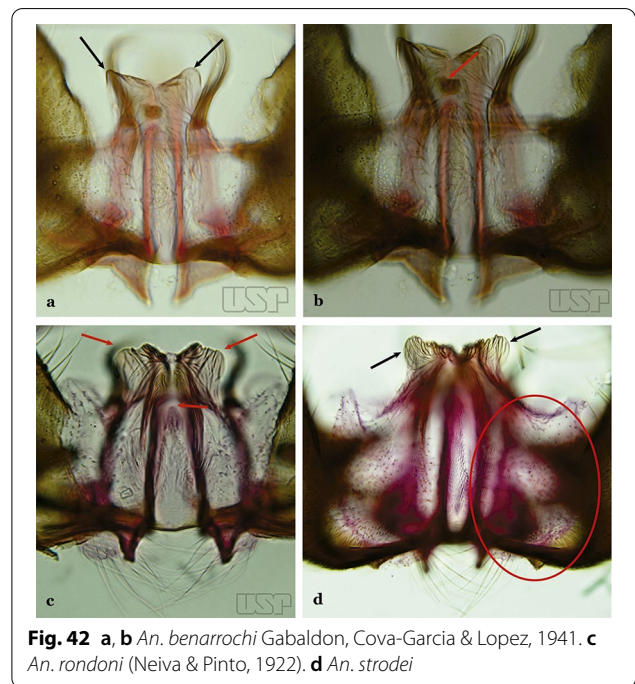 a
USP
b
USP
c
USP
d
Fig. 42 a, b An. benarrochi Gabaldon, Cova-Garcia & Lopez, 1941. c
An. rondoni (Neiva & Pinto, 1922). d An. strodei